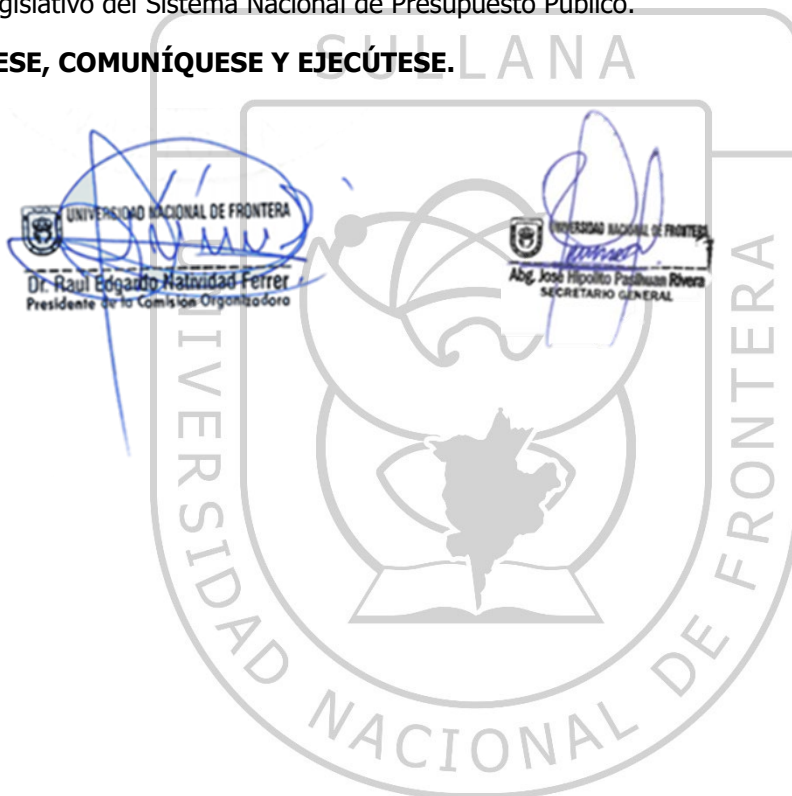 gislativo del Sistema Nacional de Presupuesto Público.
ESE, COMUNÍQUESE Y EJECÚTESE.
SULLANA
UNIVERSIDAD NACIONAL DE FRONTERA
Dr. Raul Edgardo Natividad Ferrer
Presidente de la Comisión Organizadora
UNIVERSIDAD NACIONAL DE FRONTERA
Abg. José Hipolito Pasihuan Rivera
SECRETARIO GENERAL
UNIVERSIDAD NACIONAL DE FRONTERA